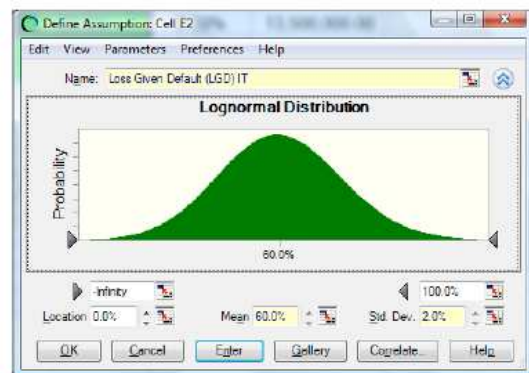 Define Assumption: Cell E2
Edit View Parameters Preferences Help
Name: Loss Given Default (LGD) IT
Lognormal Distribution
Probability
60.0%
-Infinity 100.0%
Location 0.0% Mean 60.0% Std. Dev. 2.0%
OK Cancel Enter Gallery Correlate... Help